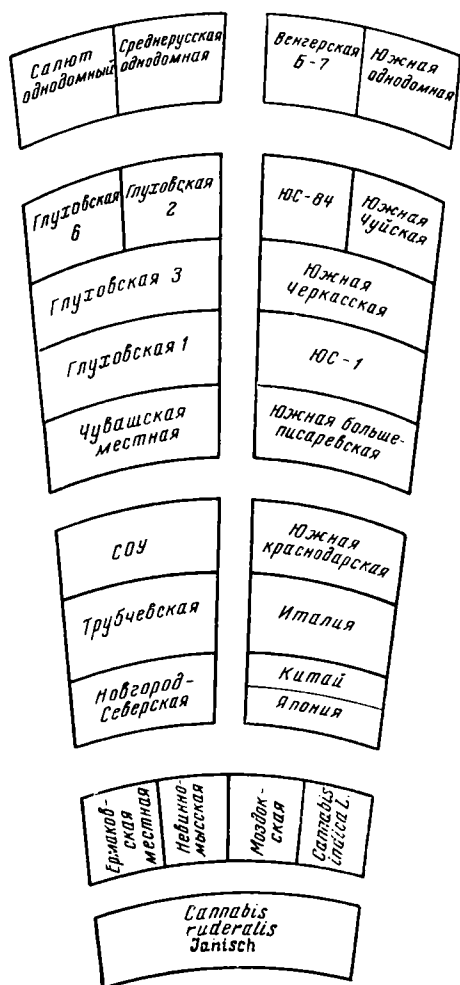 Салют
однодомный
Среднерусская
однодомная
Венгерская
Б-7
Южная
однодомная
Глуховская
6
Глуховская
2
ЮС-84
Южная
Чуйская
Глуховская 3
Южная
черкасская
Глуховская 1
ЮС-1
Чувашская
местная
Южная больше-
писаревская
СОУ
Южная
краснодарская
Трубчевская
Италия
Новгород-
Северская
Китай
Япония
Ермаков-
ская
местная
Невинно-
мысская
Моздок-
ская
Cannabis
indica L.
Cannabis
ruderalis
Janisch